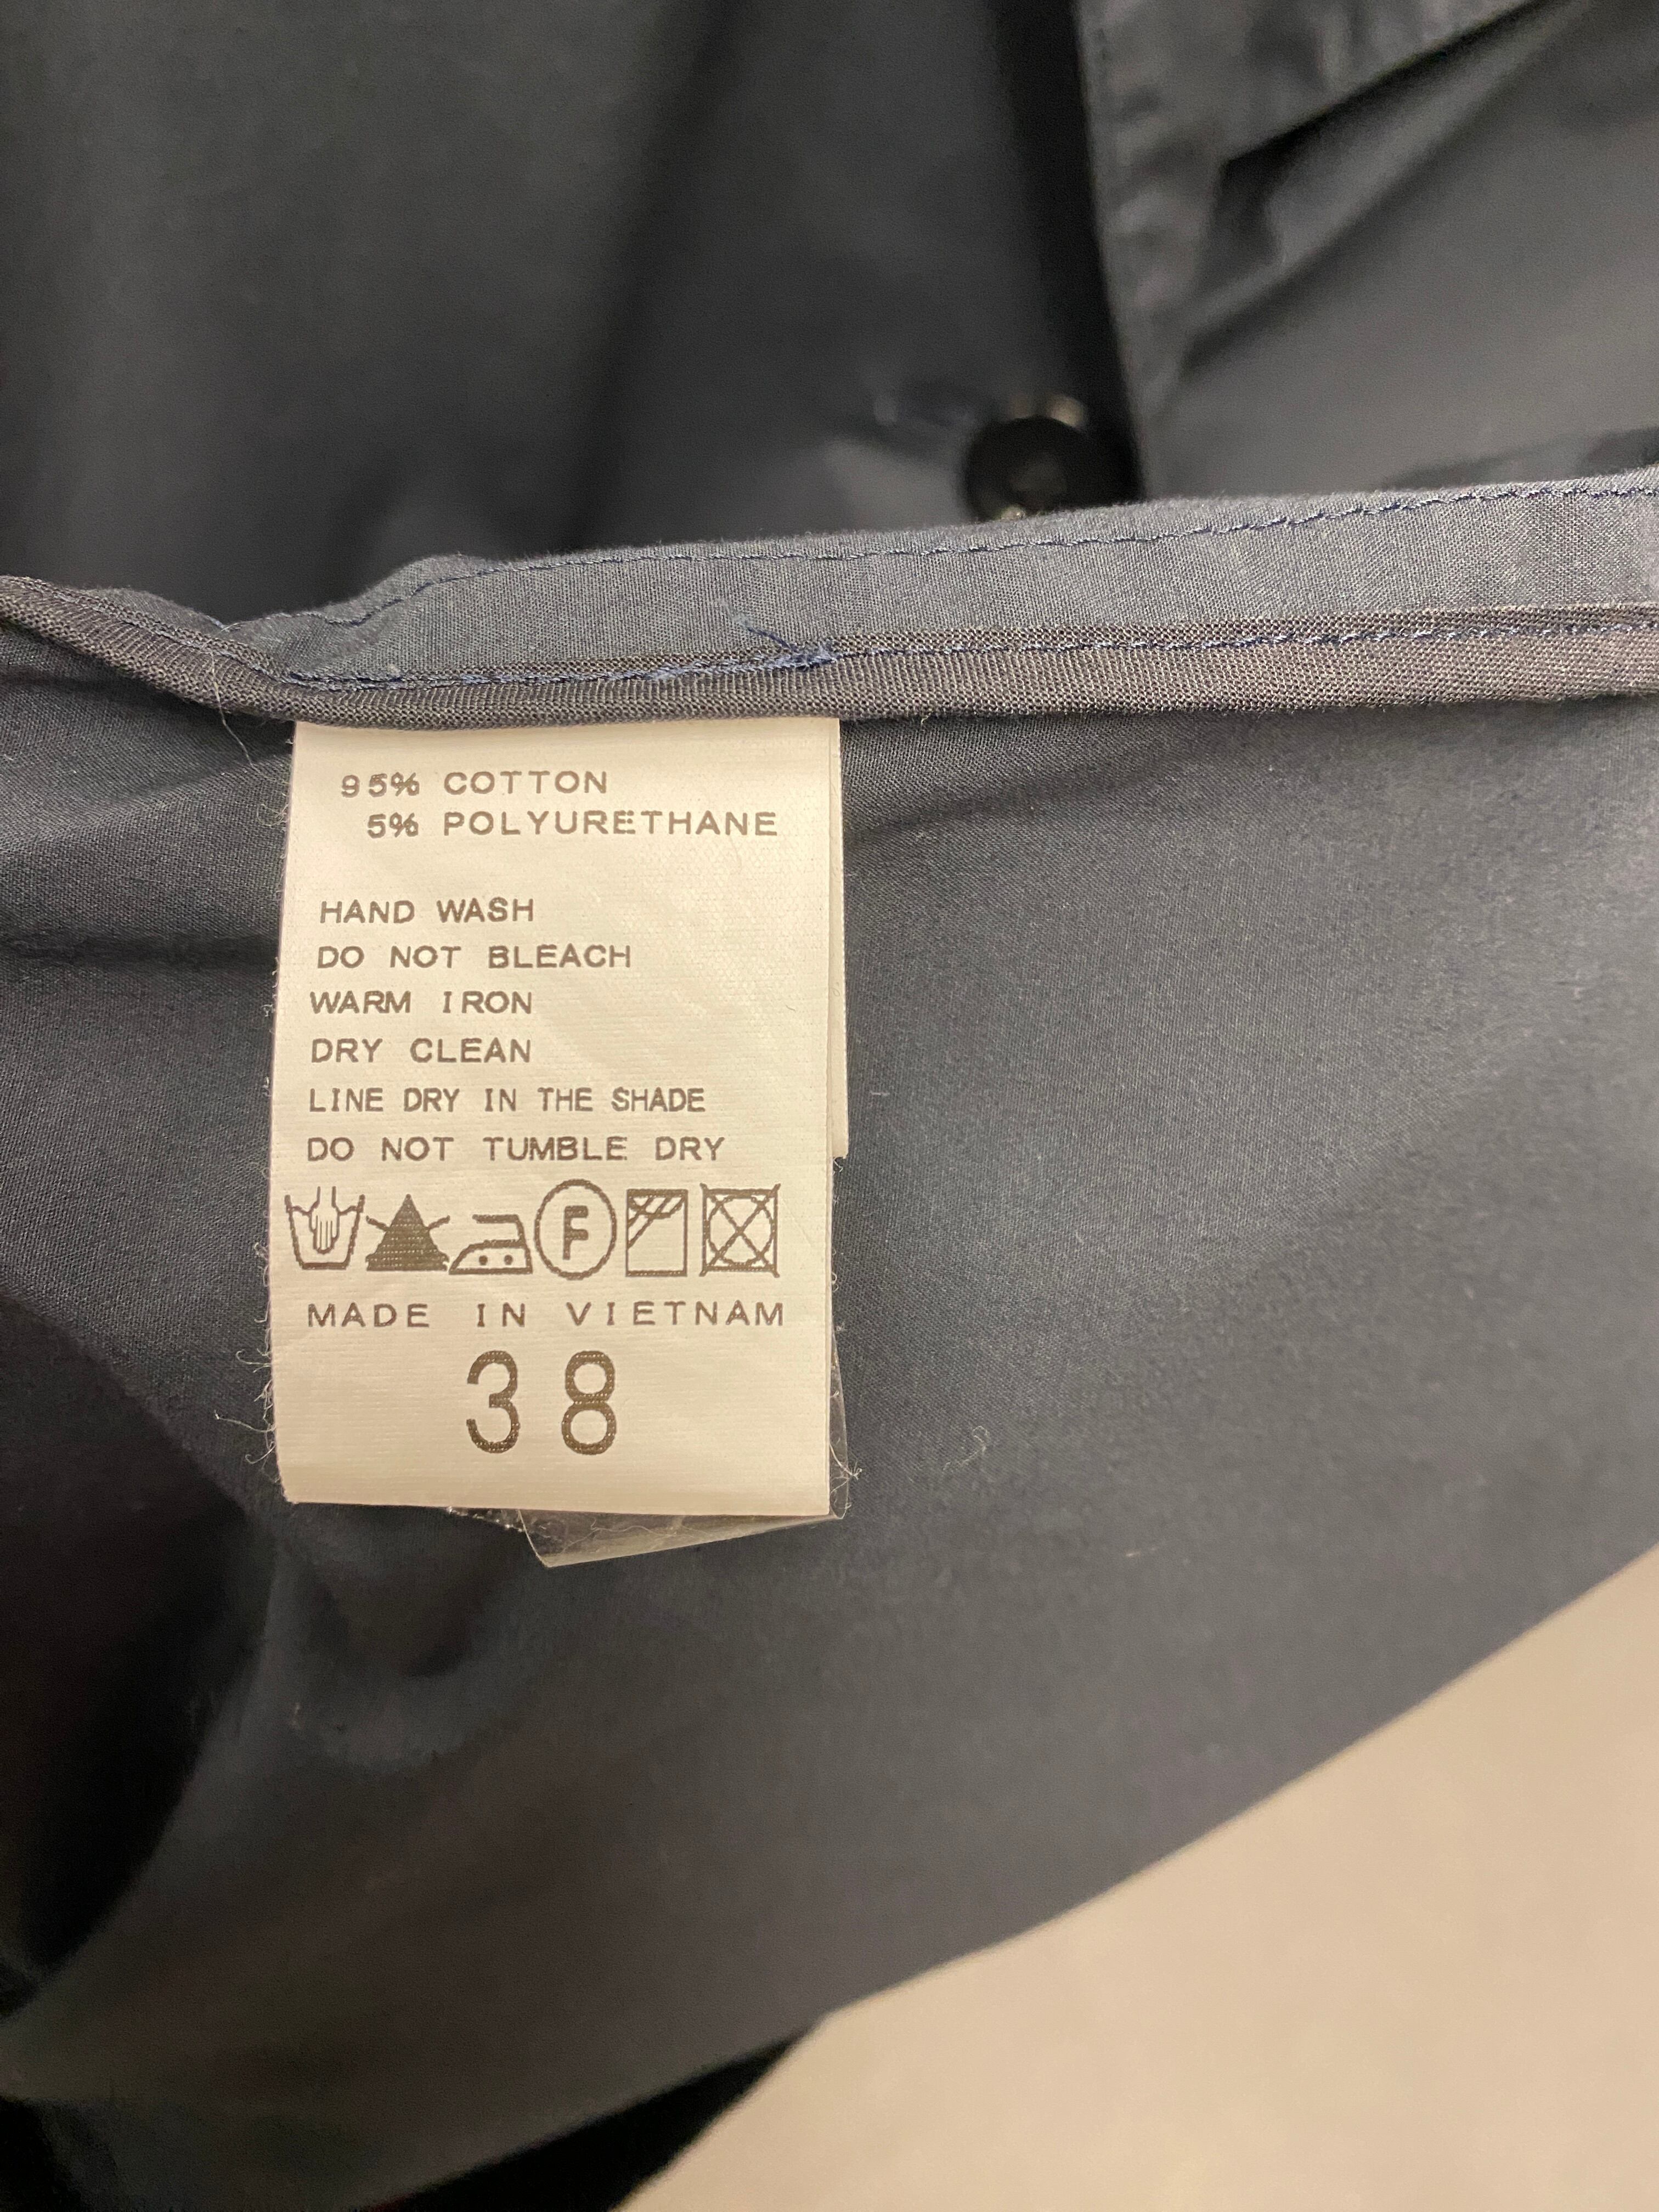 95% COTTON
5% POLYURETHANE
HAND WASH
DO NOT BLEACH
WARM IRON
DRY CLEAN
LINE DRY IN THE SHADE
DO NOT TUMBLE DRY
F
MADE IN VIETNAM
38